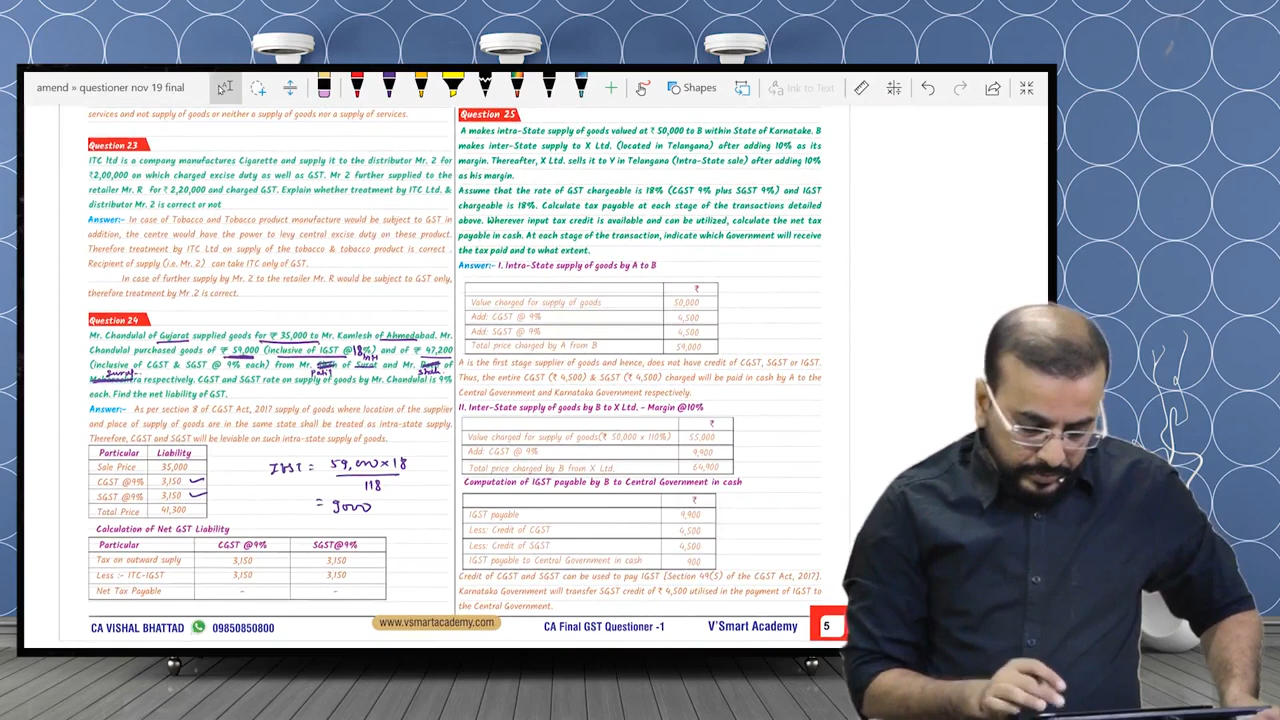 amend » questioner nov 19 final
Shapes
Ink to Text
services and not supply of goods or neither a supply of goods nor a supply of services.
Question 23
ITC ltd is a company manufactures Cigarette and supply it to the distributor Mr. 2 for
₹2,00,000 on which charged excise duty as well as GST. Mr 2 further supplied to the
retailer Mr. R for ₹ 2,20,000 and charged GST. Explain whether treatment by ITC Ltd. &
distributor Mr. 2 is correct or not
Answer:- In case of Tobacco and Tobacco product manufacture would be subject to GST in
addition, the centre would have the power to levy central excise duty on these product.
Therefore treatment by ITC Ltd on supply of the tobacco & tobacco product is correct .
Recipient of supply (i.e. Mr. 2) can take ITC only of GST.
In case of further supply by Mr. 2 to the retailer Mr. R would be subject to GST only,
therefore treatment by Mr .2 is correct.
Question 24
Mr. Chandulal of Gujarat supplied goods for ₹ 35,000 to Mr. Kamlesh of Ahmedabad. Mr.
Chandulal purchased goods of ₹ 59,000 (inclusive of IGST @18%) and of ₹ 47,200
MH
(inclusive of CGST & SGST @ 9% each) from Mr. of Surat and Mr. of
Surat Patil Shah
Maharashtra respectively. CGST and SGST rate on supply of goods by Mr. Chandulal is 9%
each. Find the net liability of GST.
Answer:- As per section 8 of CGST Act, 2017 supply of goods where location of the supplier
and place of supply of goods are in the same state shall be treated as intra-state supply.
Therefore, CGST and SGST will be leviable on such intra-state supply of goods.
Particular Liability
Sale Price 35,000
CGST @9% 3,150
SGST @9% 3,150
Total Price 41,300
IGST = 59,000 x 18
118
= 9000
Calculation of Net GST Liability
Particular CGST @9% SGST@9%
Tax on outward suply 3,150 3,150
Less :- ITC-IGST 3,150 3,150
Net Tax Payable - -
Question 25
A makes intra-State supply of goods valued at ₹ 50,000 to B within State of Karnatake. B
makes inter-State supply to X Ltd. (located in Telangana) after adding 10% as its
margin. Thereafter, X Ltd. sells it to Y in Telangana (Intra-State sale) after adding 10%
as his margin.
Assume that the rate of GST chargeable is 18% (CGST 9% plus SGST 9%) and IGST
chargeable is 18%. Calculate tax payable at each stage of the transactions detailed
above. Wherever input tax credit is available and can be utilized, calculate the net tax
payable in cash. At each stage of the transaction, indicate which Government will receive
the tax paid and to what extent.
Answer:- I. Intra-State supply of goods by A to B
₹
Value charged for supply of goods 50,000
Add: CGST @ 9% 4,500
Add: SGST @ 9% 4,500
Total price charged by A from B 59,000
A is the first stage supplier of goods and hence, does not have credit of CGST, SGST or IGST.
Thus, the entire CGST (₹ 4,500) & SGST (₹ 4,500) charged will be paid in cash by A to the
Central Government and Karnataka Government respectively.
II. Inter-State supply of goods by B to X Ltd. - Margin @10%
₹
Value charged for supply of goods(₹ 50,000 x 110%) 55,000
Add: CGST @ 9% 9,900
Total price charged by B from X Ltd. 64,900
Computation of IGST payable by B to Central Government in cash
₹
IGST payable 9,900
Less: Credit of CGST 4,500
Less: Credit of SGST 4,500
IGST payable to Central Government in cash 900
Credit of CGST and SGST can be used to pay IGST [Section 49(5) of the CGST Act, 2017].
Karnataka Government will transfer SGST credit of ₹ 4,500 utilised in the payment of IGST to
the Central Government.
CA VISHAL BHATTAD 09850850800
www.vsmartacademy.com
CA Final GST Questioner -1
V'Smart Academy
5